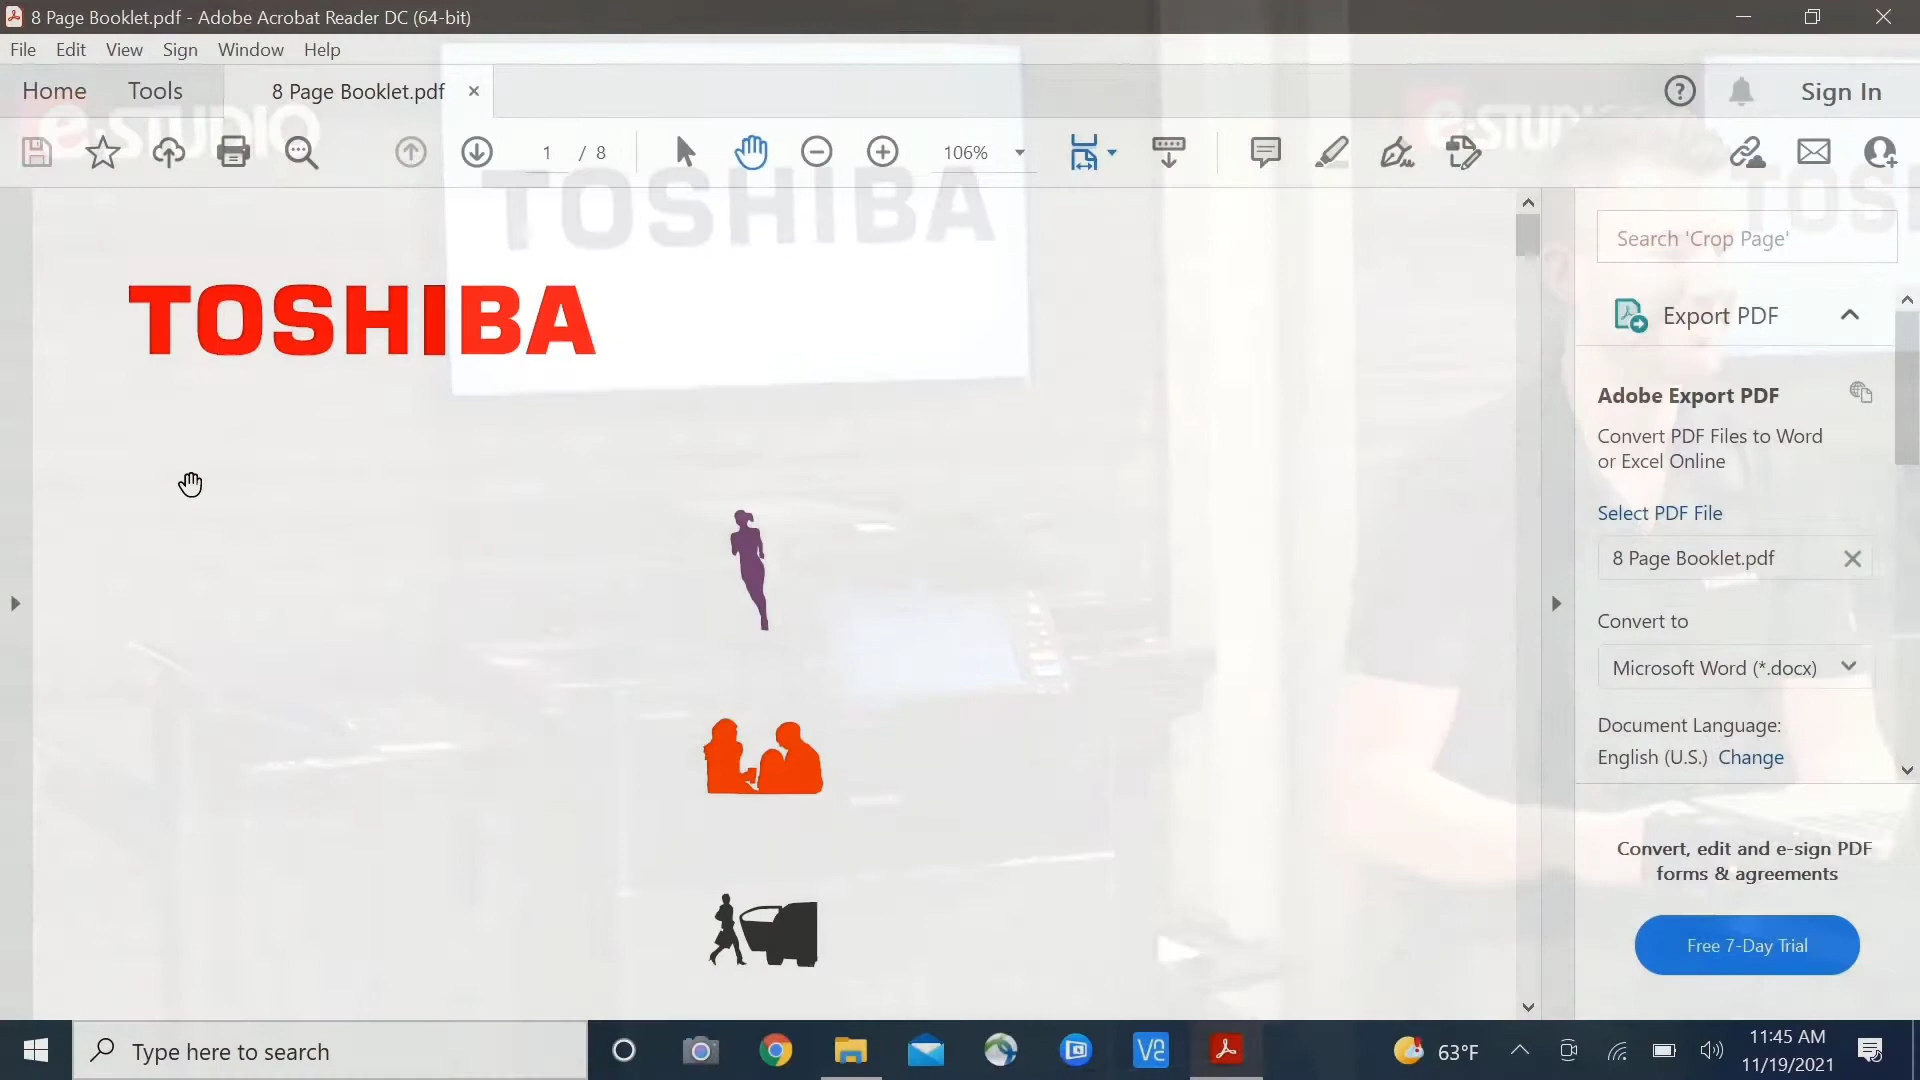 8 Page Booklet.pdf - Adobe Acrobat Reader DC (64-bit)
File Edit View Sign Window Help
Home Tools 8 Page Booklet.pdf Sign In
e-STUDIO
e-STUDI
1 / 8 106%
TOSHIBA
TOS
Search 'Crop Page'
TOSHIBA
Export PDF
Adobe Export PDF
Convert PDF Files to Word
or Excel Online
Select PDF File
8 Page Booklet.pdf
Convert to
Microsoft Word (*.docx)
Document Language:
English (U.S.) Change
Convert, edit and e-sign PDF
forms & agreements
Free 7-Day Trial
Type here to search
63°F
11:45 AM
11/19/2021